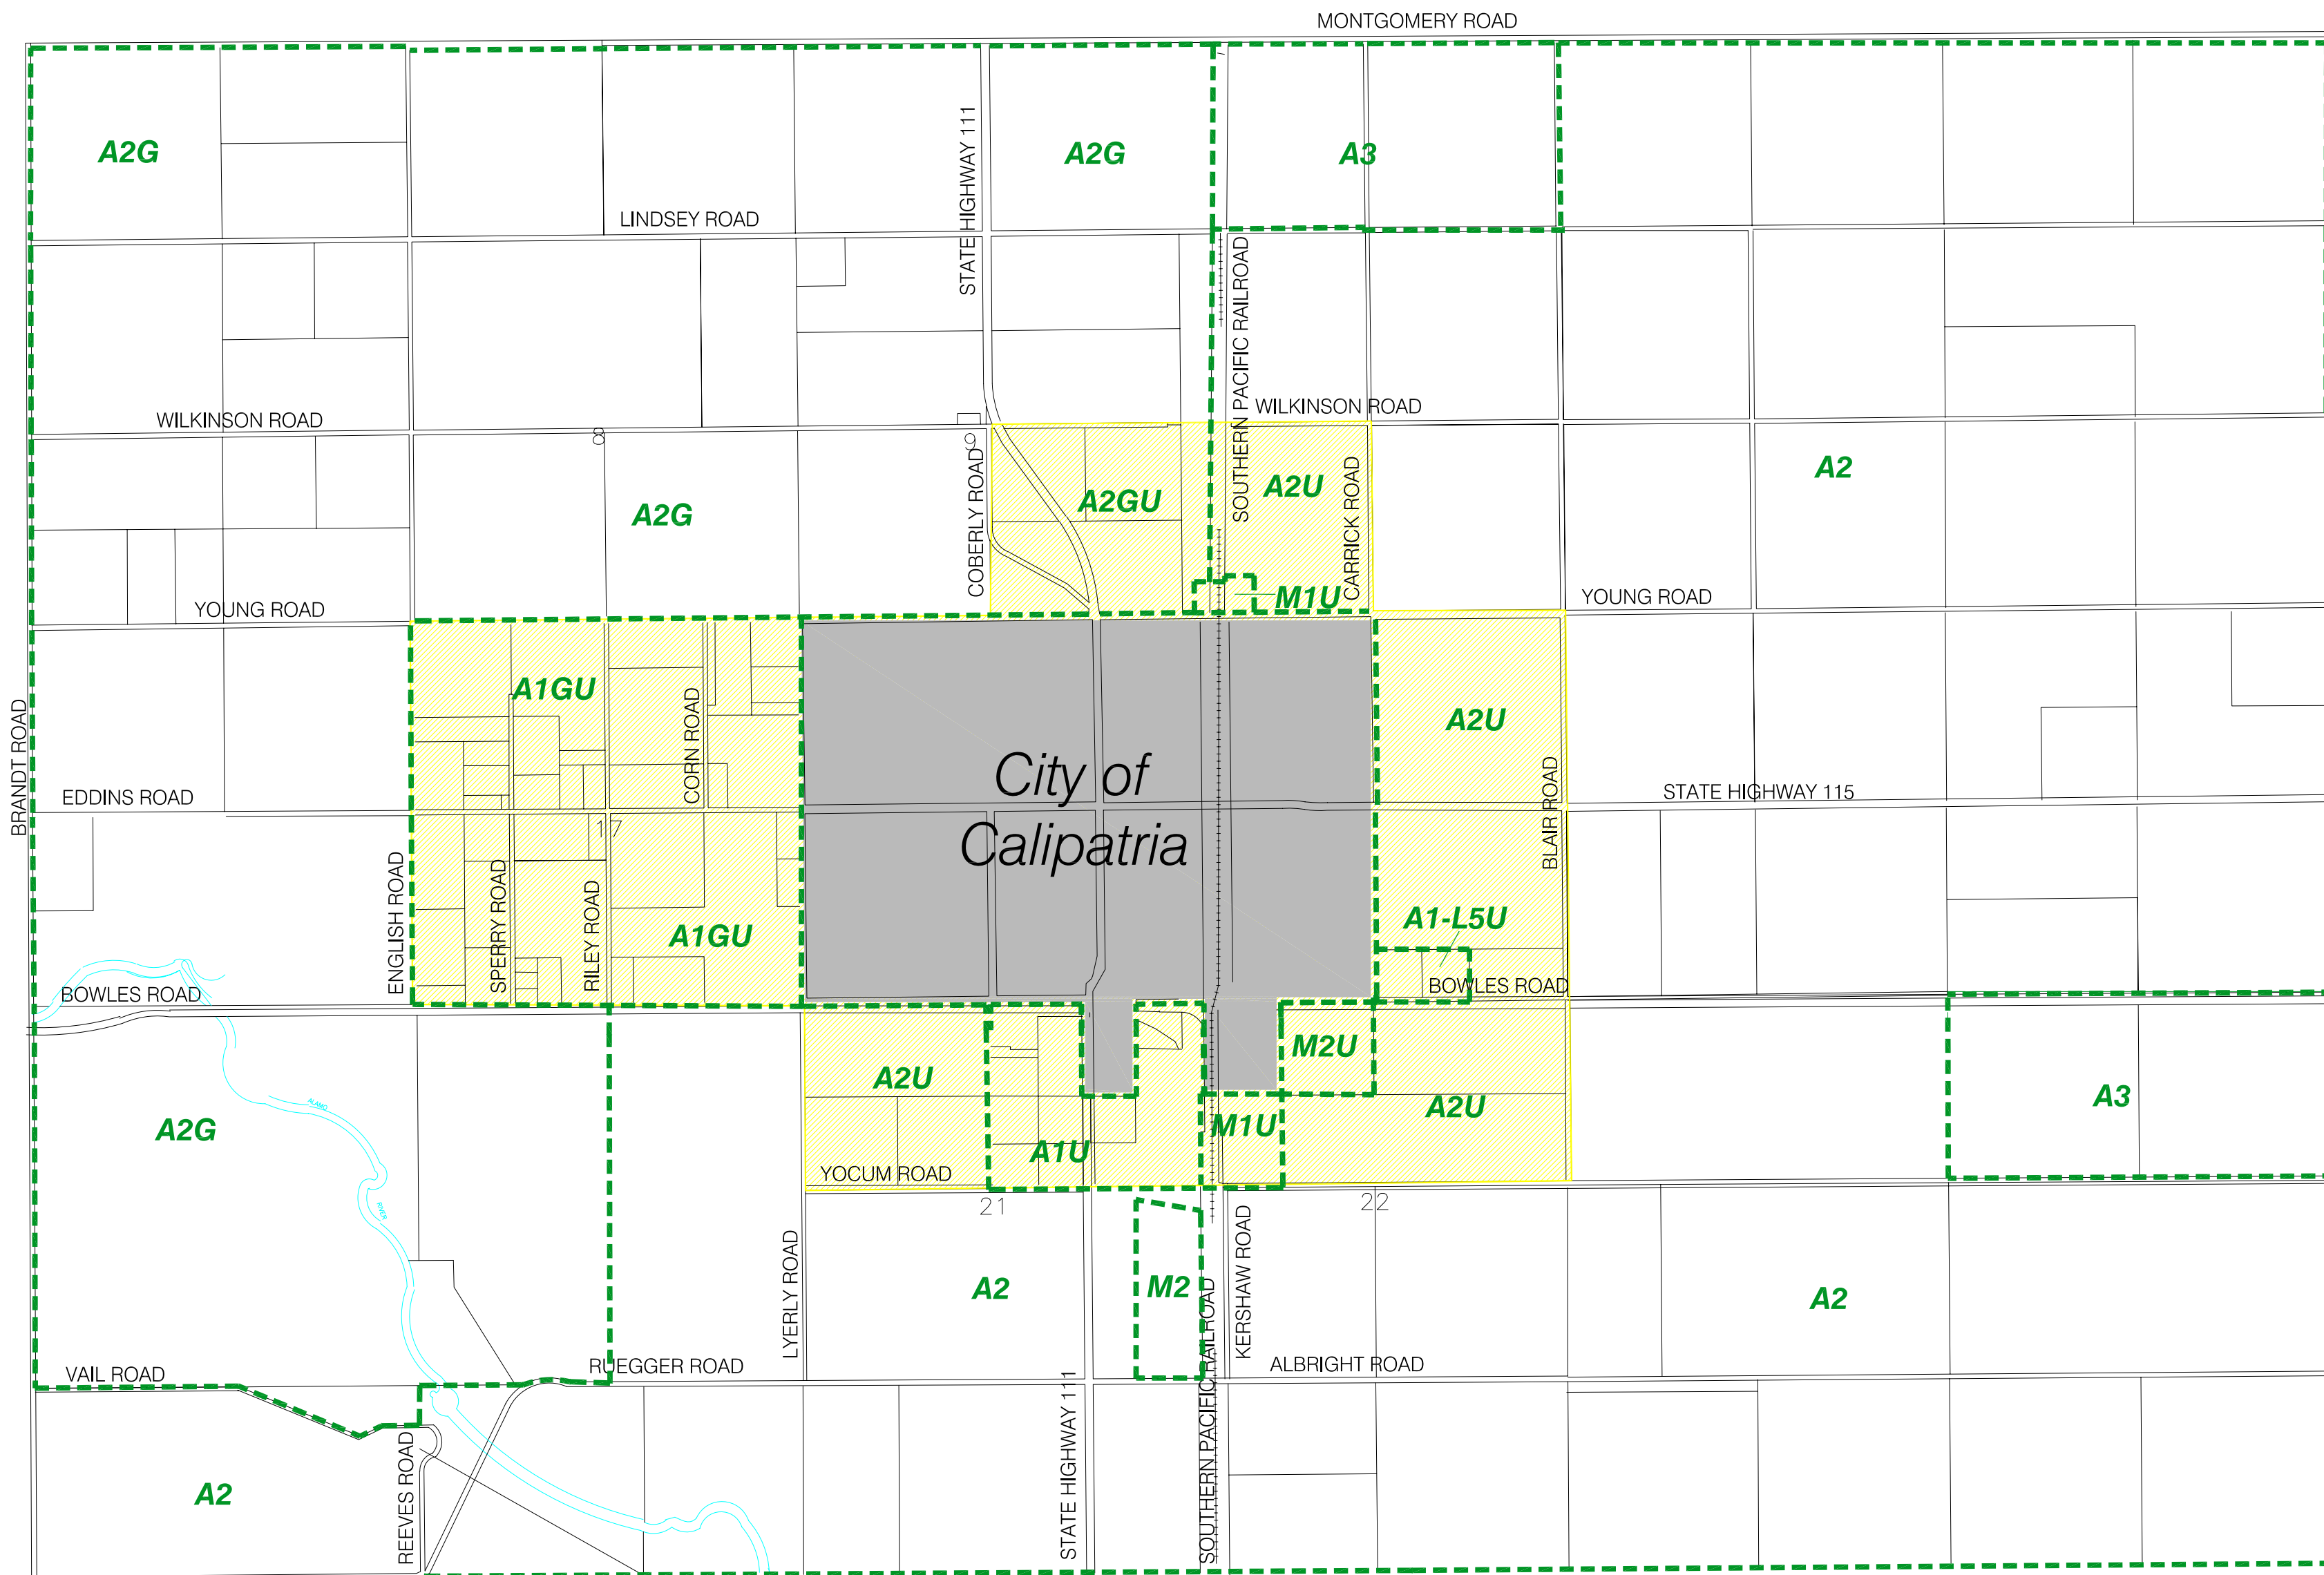 MONTGOMERY ROAD
A2G
A2G
A3
STATE HIGHWAY 111
LINDSEY ROAD
SOUTHERN PACIFIC RAILROAD
WILKINSON ROAD
WILKINSON ROAD
8
9
COBERLY ROAD
A2GU
A2U
CARRICK ROAD
A2
A2G
YOUNG ROAD
M1U
YOUNG ROAD
A1GU
CORN ROAD
A2U
BRANDT ROAD
City of
Calipatria
EDDINS ROAD
STATE HIGHWAY 115
BLAIR ROAD
17
ENGLISH ROAD
SPERRY ROAD
RILEY ROAD
A1GU
A1-L5U
BOWLES ROAD
BOWLES ROAD
A2U
M2U
A2U
A3
ALAMO
RIVER
A2G
M1U
A1U
YOCUM ROAD
21
22
LYERLY ROAD
A2
M2
SOUTHERN PACIFIC RAILROAD
KERSHAW ROAD
A2
VAIL ROAD
RUEGGER ROAD
ALBRIGHT ROAD
STATE HIGHWAY 111
REEVES ROAD
A2